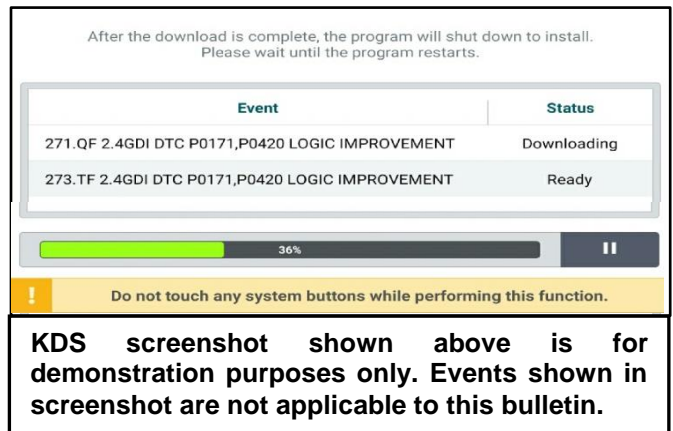 After the download is complete, the program will shut down to install.
Please wait until the program restarts.
Event Status
271.QF 2.4GDI DTC P0171,P0420 LOGIC IMPROVEMENT Downloading
273.TF 2.4GDI DTC P0171,P0420 LOGIC IMPROVEMENT Ready
36%
! Do not touch any system buttons while performing this function.
KDS screenshot shown above is for
demonstration purposes only. Events shown in
screenshot are not applicable to this bulletin.